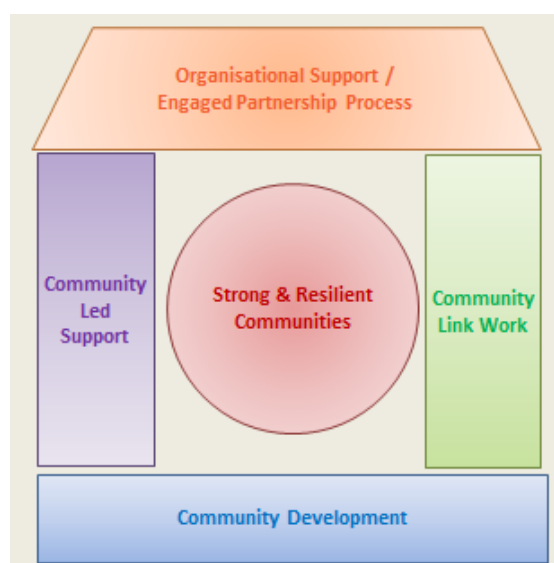 Organisational Support /
Engaged Partnership Process
Community
Led
Support
Strong & Resilient
Communities
Community
Link Work
Community Development